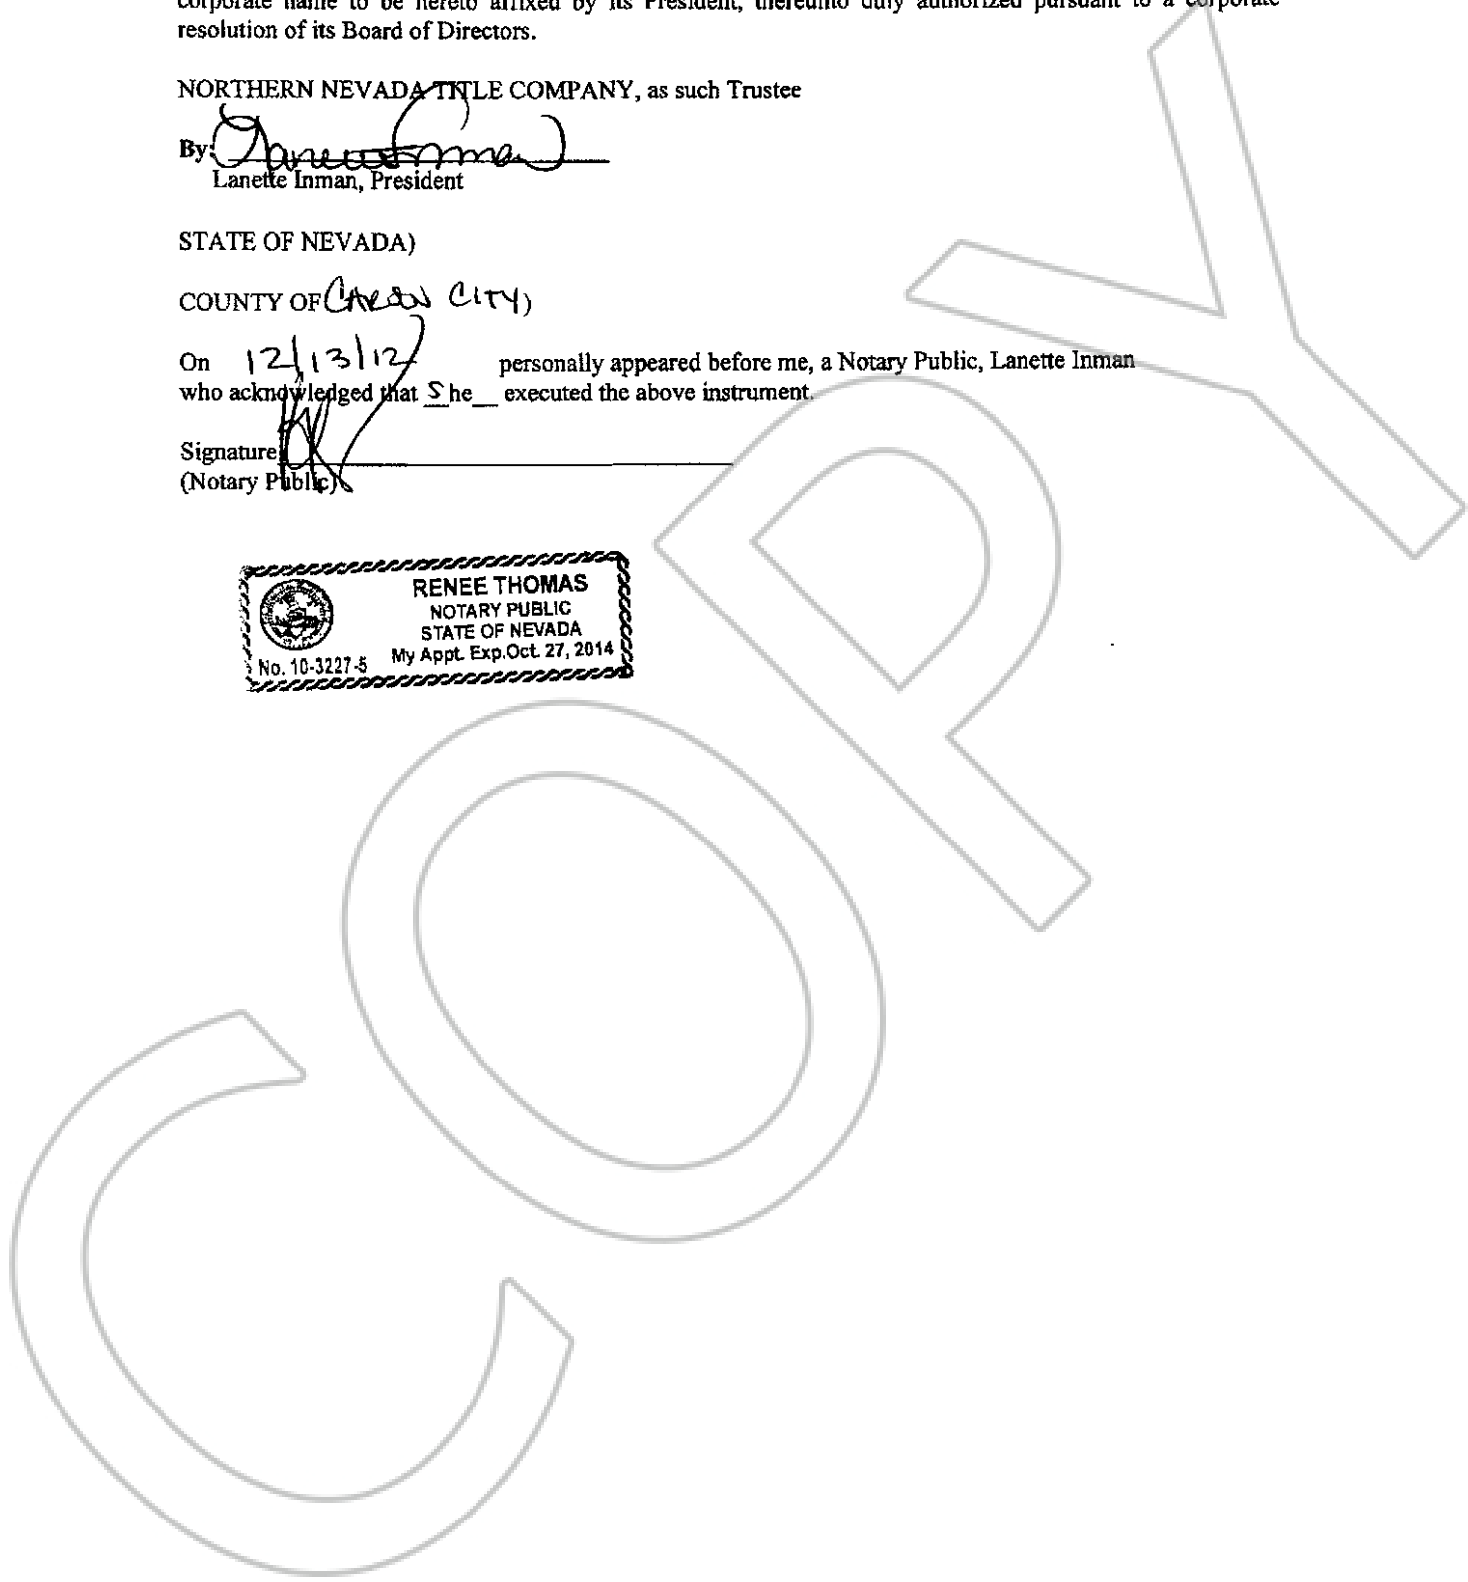 corporate name to be hereto affixed by its President, thereunto duly authorized pursuant to a corporate
resolution of its Board of Directors.
NORTHERN NEVADA TITLE COMPANY, as such Trustee
By: Lanette Inman
Lanette Inman, President
STATE OF NEVADA)
COUNTY OF CARSON CITY)
On 12/13/12 personally appeared before me, a Notary Public, Lanette Inman
who acknowledged that She__ executed the above instrument.
Signature
(Notary Public)
RENEE THOMAS
NOTARY PUBLIC
STATE OF NEVADA
No. 10-3227-5 My Appt. Exp.Oct. 27, 2014
COPY